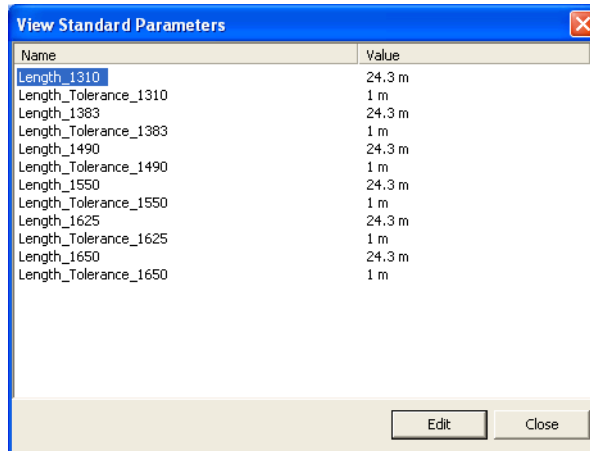 View Standard Parameters
Name Value
Length_1310 24.3 m
Length_Tolerance_1310 1 m
Length_1383 24.3 m
Length_Tolerance_1383 1 m
Length_1490 24.3 m
Length_Tolerance_1490 1 m
Length_1550 24.3 m
Length_Tolerance_1550 1 m
Length_1625 24.3 m
Length_Tolerance_1625 1 m
Length_1650 24.3 m
Length_Tolerance_1650 1 m
Edit Close